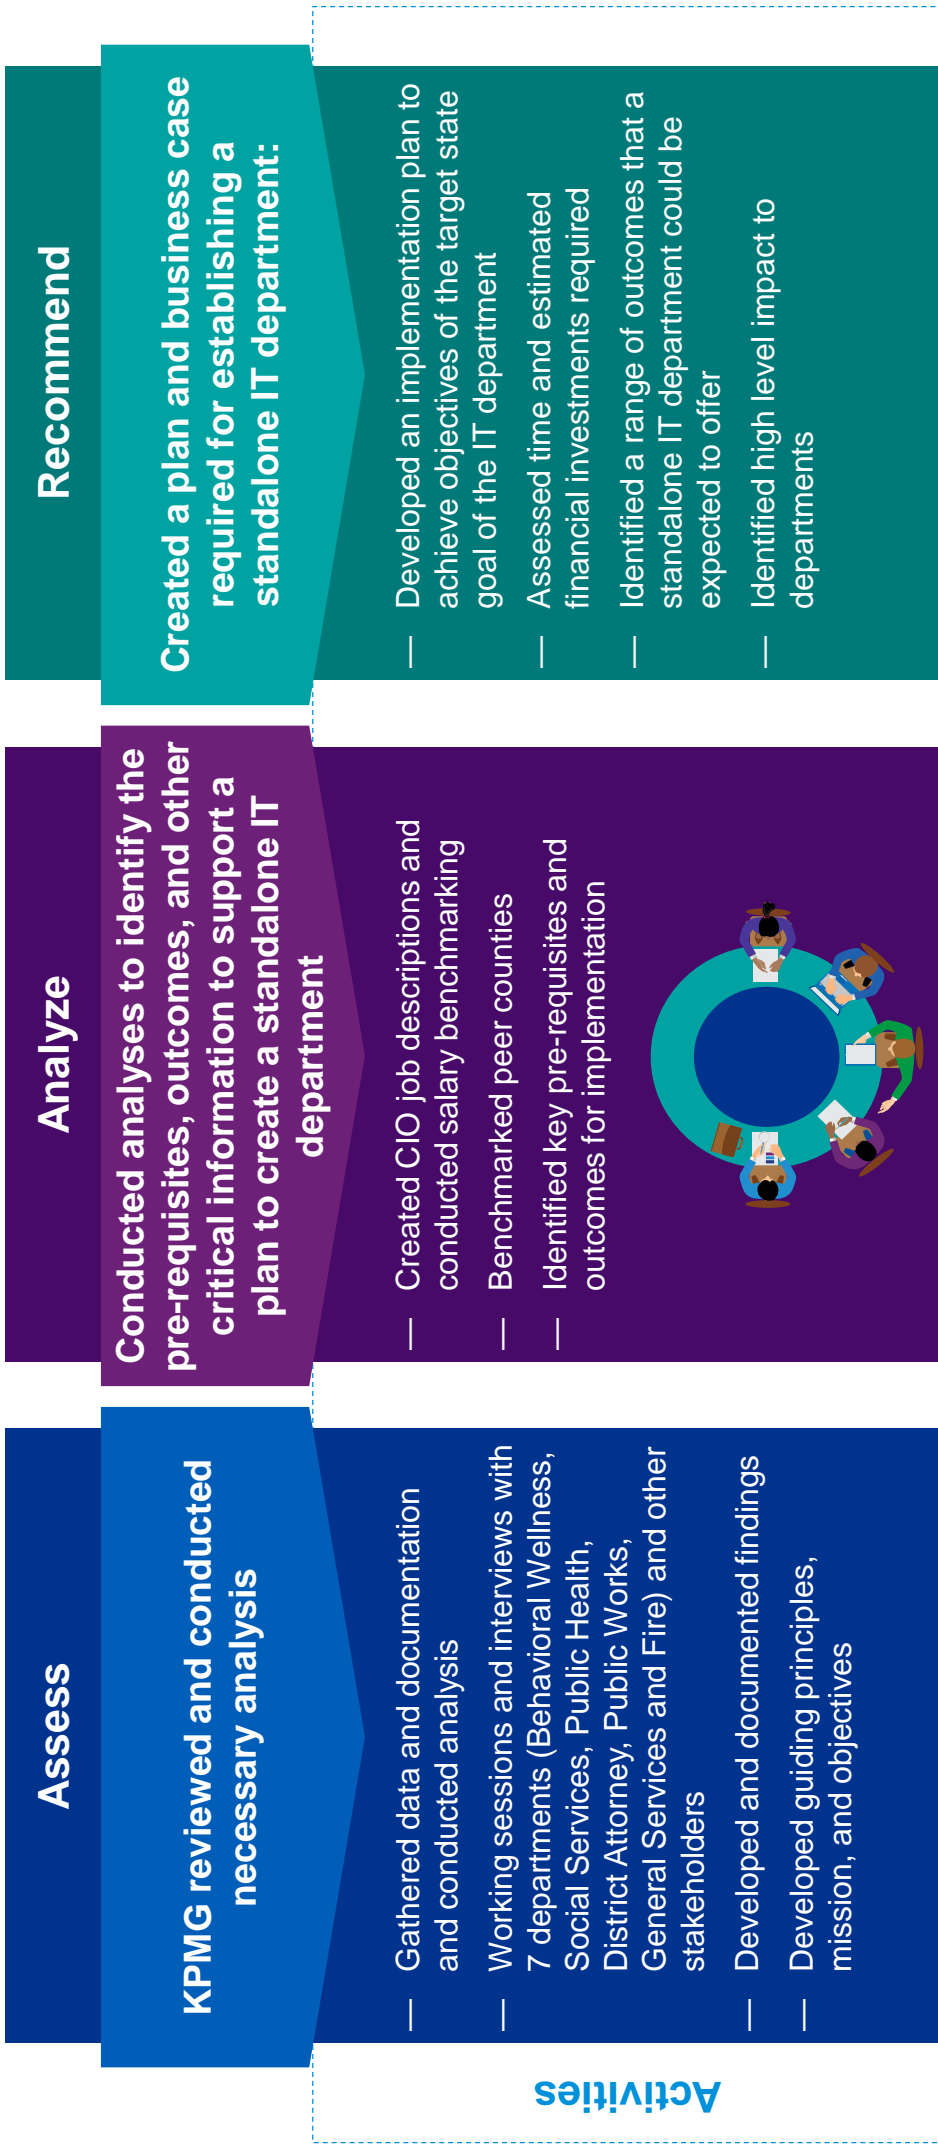 Activities
Assess
KPMG reviewed and conducted
necessary analysis
— Gathered data and documentation
and conducted analysis
— Working sessions and interviews with
7 departments (Behavioral Wellness,
Social Services, Public Health,
District Attorney, Public Works,
General Services and Fire) and other
stakeholders
— Developed and documented findings
— Developed guiding principles,
mission, and objectives
Analyze
Conducted analyses to identify the
pre-requisites, outcomes, and other
critical information to support a
plan to create a standalone IT
department
— Created CIO job descriptions and
conducted salary benchmarking
— Benchmarked peer counties
— Identified key pre-requisites and
outcomes for implementation
Recommend
Created a plan and business case
required for establishing a
standalone IT department:
— Developed an implementation plan to
achieve objectives of the target state
goal of the IT department
— Assessed time and estimated
financial investments required
— Identified a range of outcomes that a
standalone IT department could be
expected to offer
— Identified high level impact to
departments